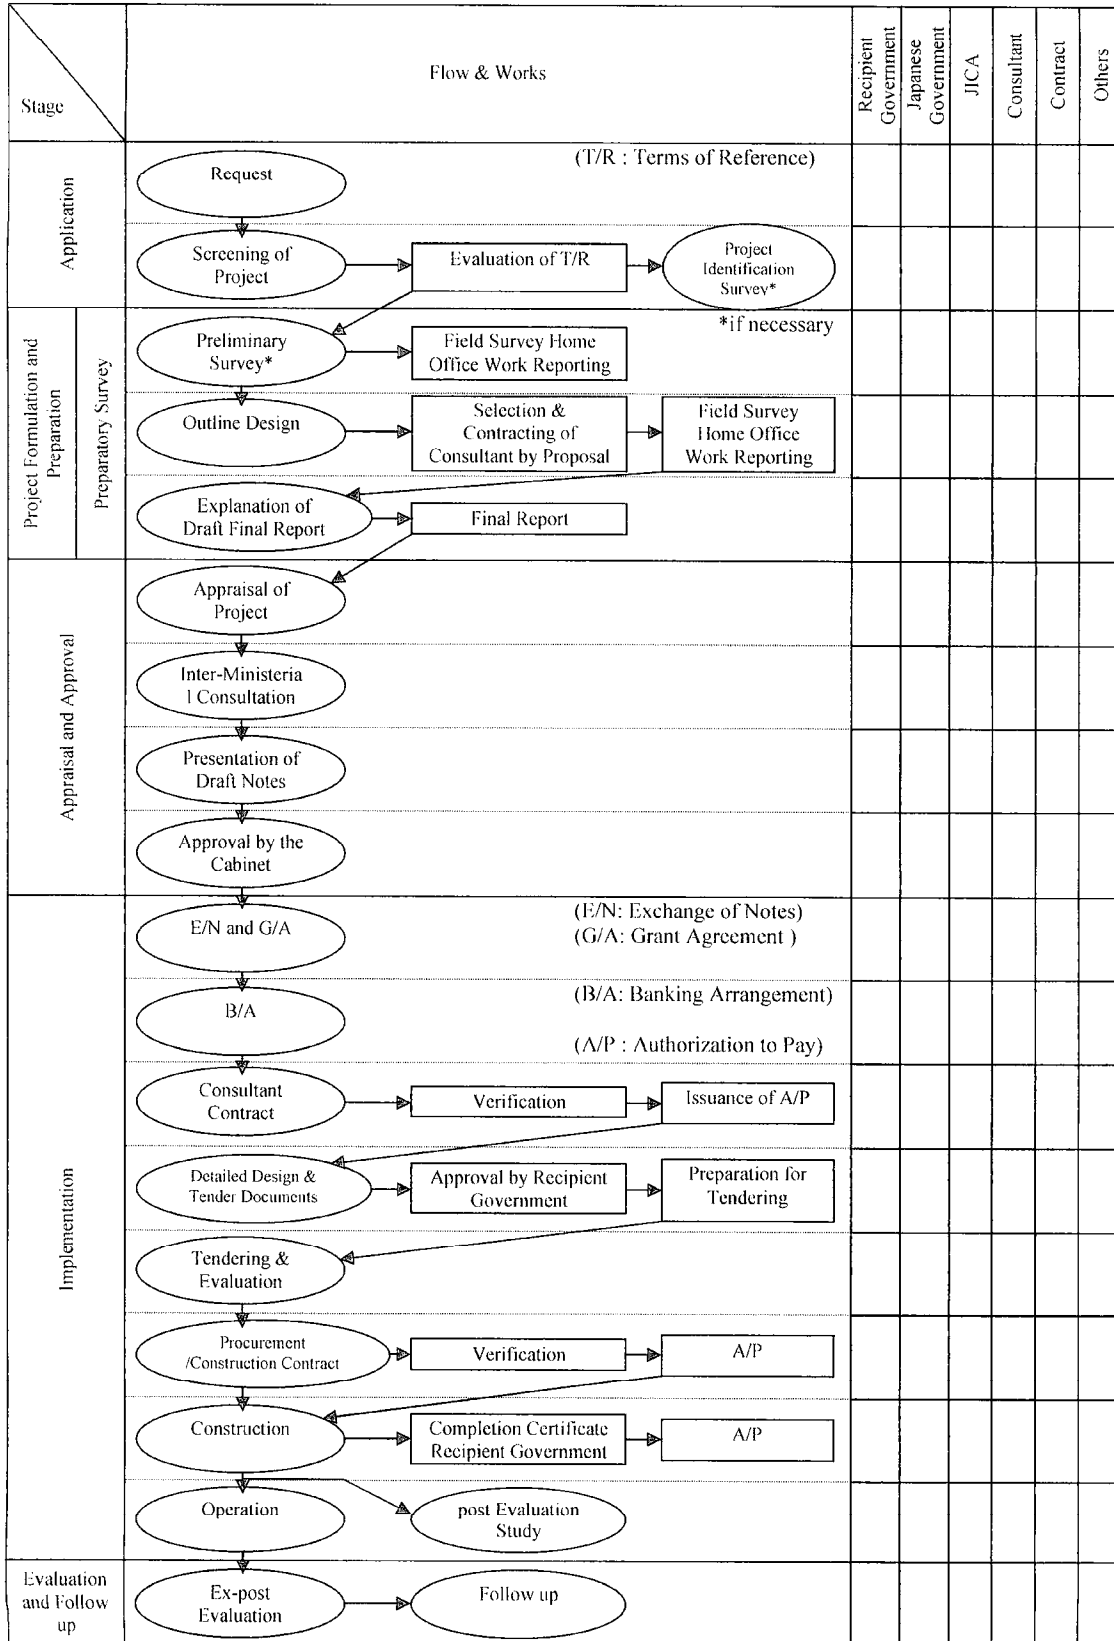 Stage
Flow & Works
Recipient
Government
Japanese
Government
JICA
Consultant
Contract
Others
Application
(T/R : Terms of Reference)
Request
Screening of
Project
Evaluation of T/R
Project
Identification
Survey*
Project Formulation and
Preparation
Preparatory Survey
*if necessary
Preliminary
Survey*
Field Survey Home
Office Work Reporting
Outline Design
Selection &
Contracting of
Consultant by Proposal
Field Survey
Home Office
Work Reporting
Explanation of
Draft Final Report
Final Report
Appraisal and Approval
Appraisal of
Project
Inter-Ministeria
l Consultation
Presentation of
Draft Notes
Approval by the
Cabinet
Implementation
E/N and G/A
(E/N: Exchange of Notes)
(G/A: Grant Agreement )
B/A
(B/A: Banking Arrangement)
(A/P : Authorization to Pay)
Consultant
Contract
Verification
Issuance of A/P
Detailed Design &
Tender Documents
Approval by Recipient
Government
Preparation for
Tendering
Tendering &
Evaluation
Procurement
/Construction Contract
Verification
A/P
Construction
Completion Certificate
Recipient Government
A/P
Operation
post Evaluation
Study
Evaluation
and Follow
up
Ex-post
Evaluation
Follow up